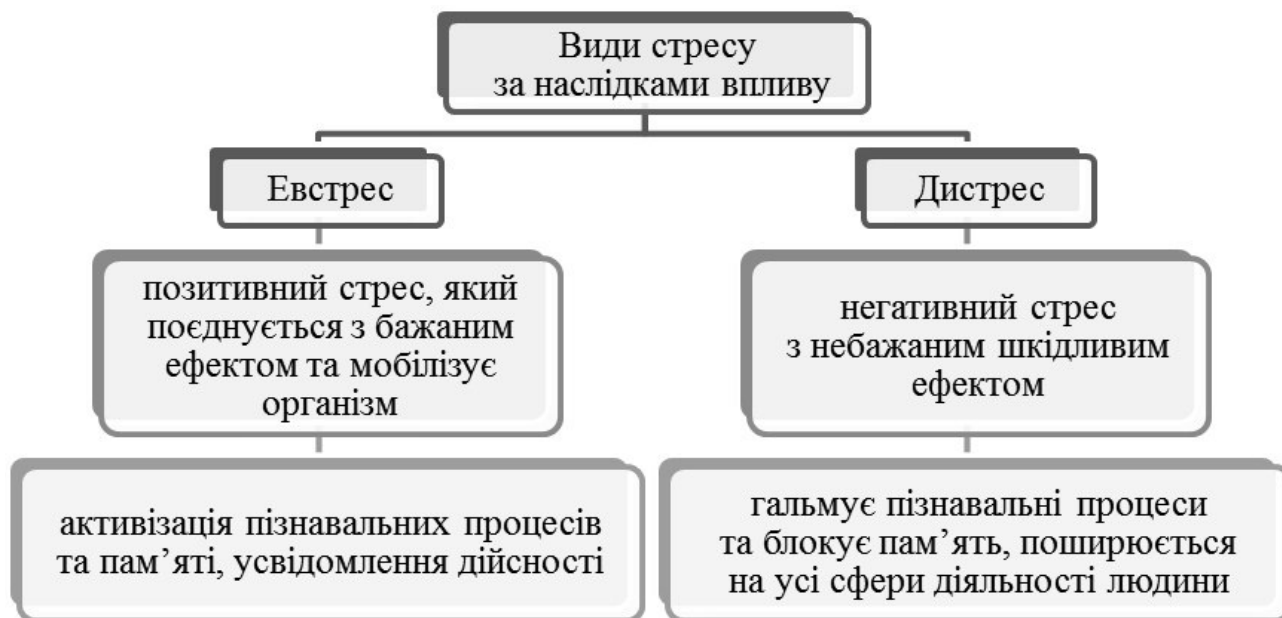 Види стресу
за наслідками впливу
Евстрес
Дистрес
позитивний стрес, який
поєднується з бажаним
ефектом та мобілізує
організм
негативний стрес
з небажаним шкідливим
ефектом
активізація пізнавальних процесів
та пам’яті, усвідомлення дійсності
гальмує пізнавальні процеси
та блокує пам’ять, поширюється
на усі сфери діяльності людини